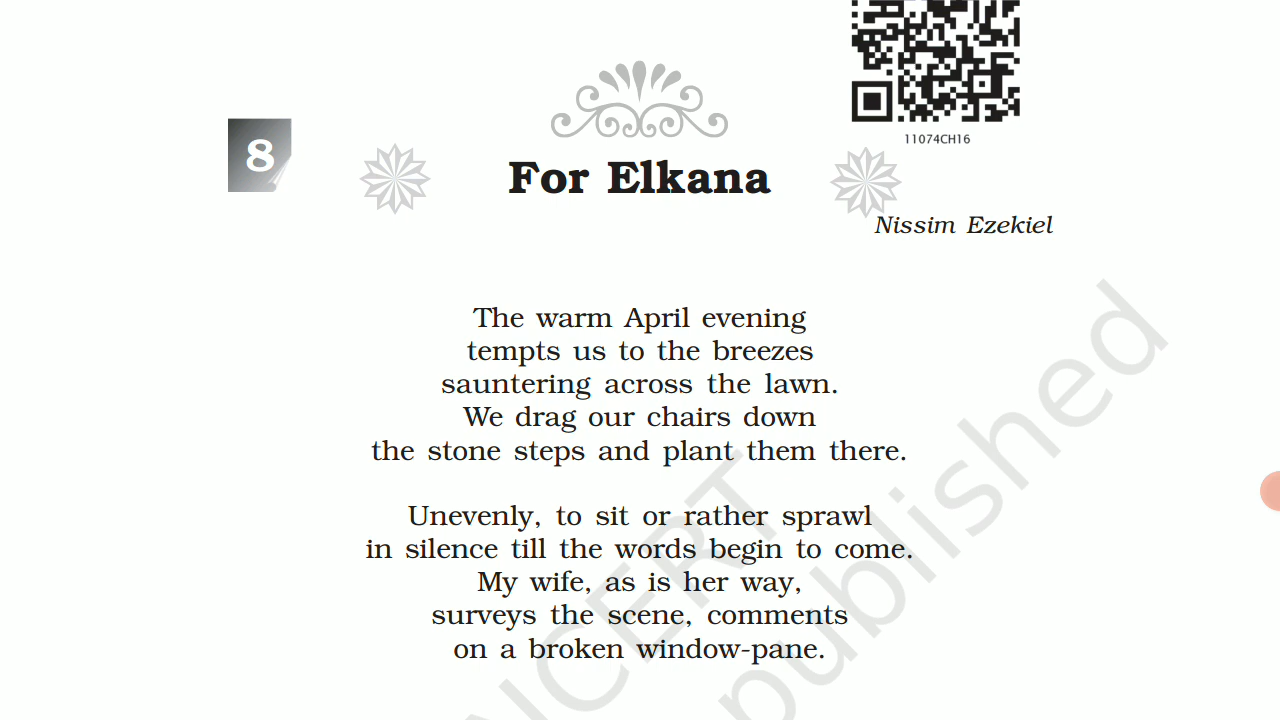 11074CH16
8
For Elkana
Nissim Ezekiel
The warm April evening
tempts us to the breezes
sauntering across the lawn.
We drag our chairs down
the stone steps and plant them there.
Unevenly, to sit or rather sprawl
in silence till the words begin to come.
My wife, as is her way,
surveys the scene, comments
on a broken window-pane.
NCERT
published